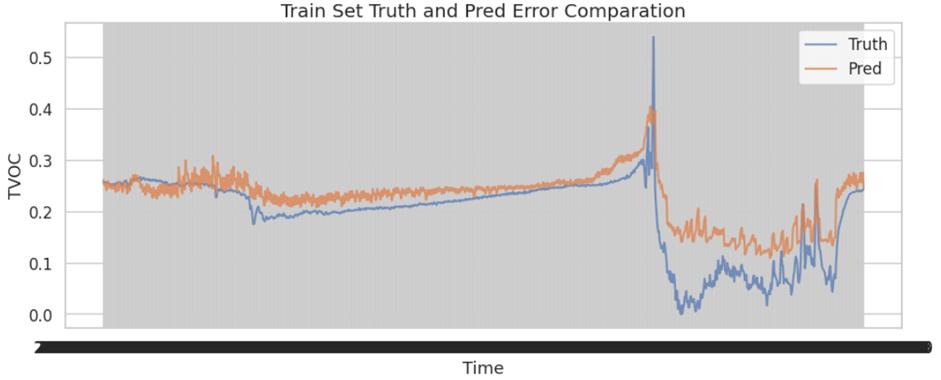 Train Set Truth and Pred Error Comparation
Truth
Pred
0.5
0.4
0.3
0.2
0.1
0.0
TVOC
Time